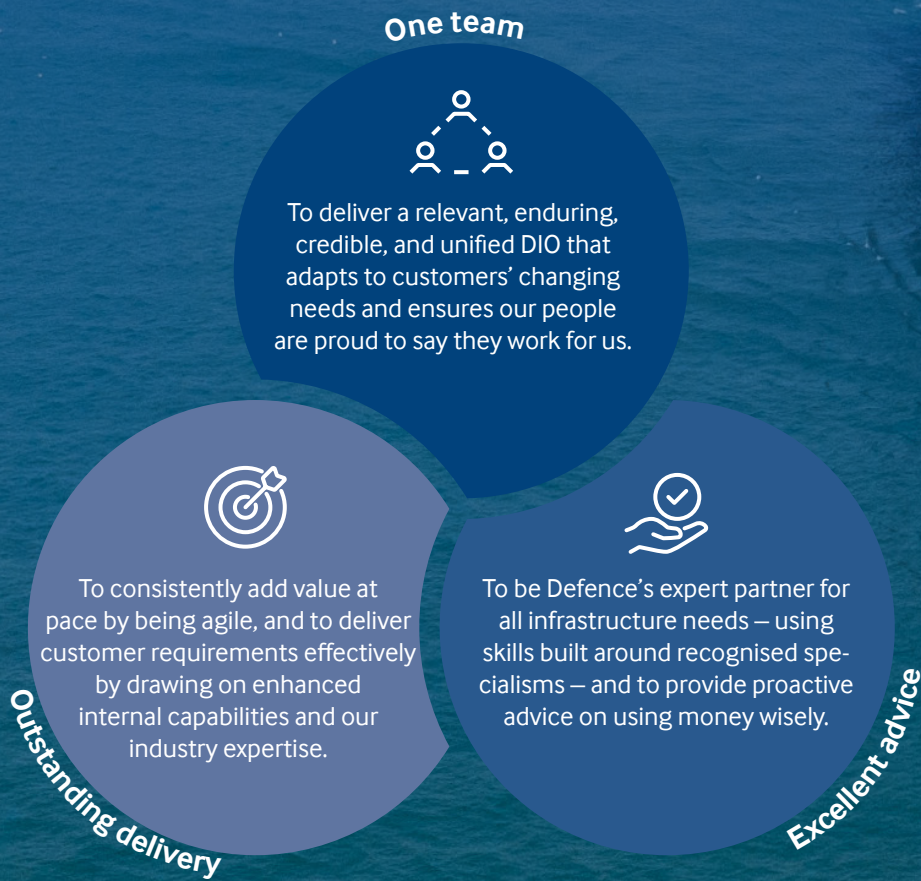 One team
To deliver a relevant, enduring,
credible, and unified DIO that
adapts to customers’ changing
needs and ensures our people
are proud to say they work for us.
To consistently add value at
pace by being agile, and to deliver
customer requirements effectively
by drawing on enhanced
internal capabilities and our
industry expertise.
Outstanding delivery
To be Defence’s expert partner for
all infrastructure needs – using
skills built around recognised spe-
cialisms – and to provide proactive
advice on using money wisely.
Excellent advice